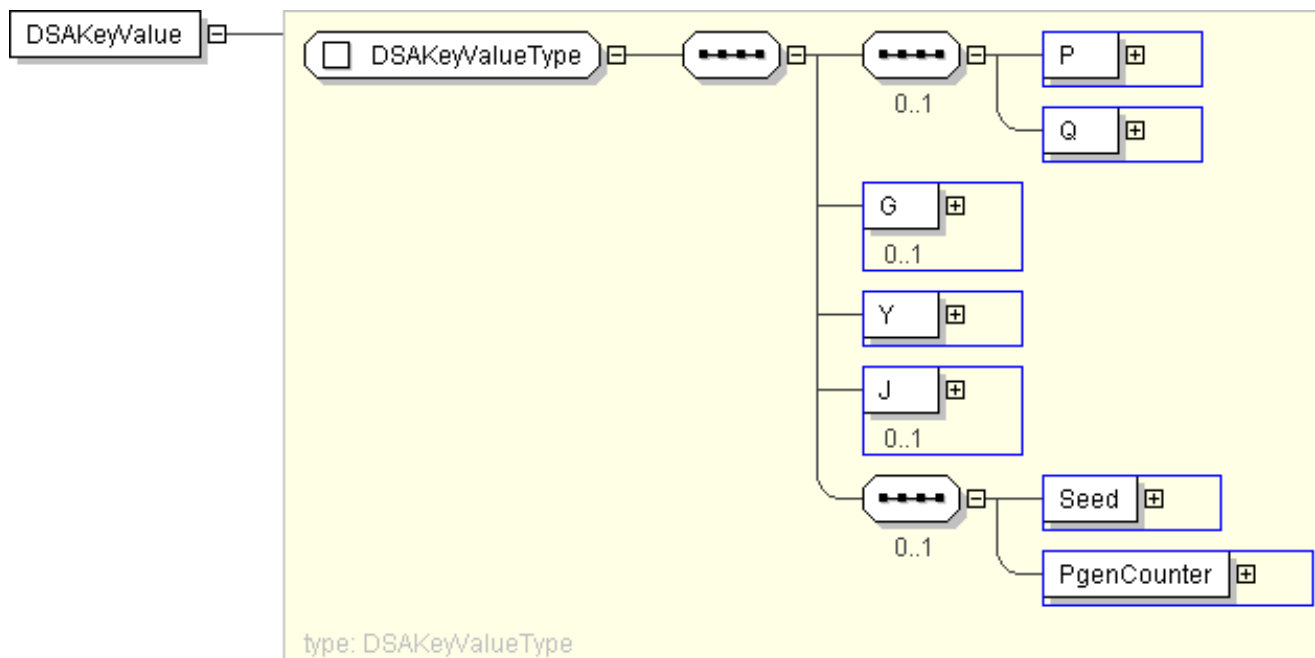 DSAKeyValue
DSAKeyValueType
0..1
P
Q
G
0..1
Y
J
0..1
0..1
Seed
PgenCounter
type: DSAKeyValueType